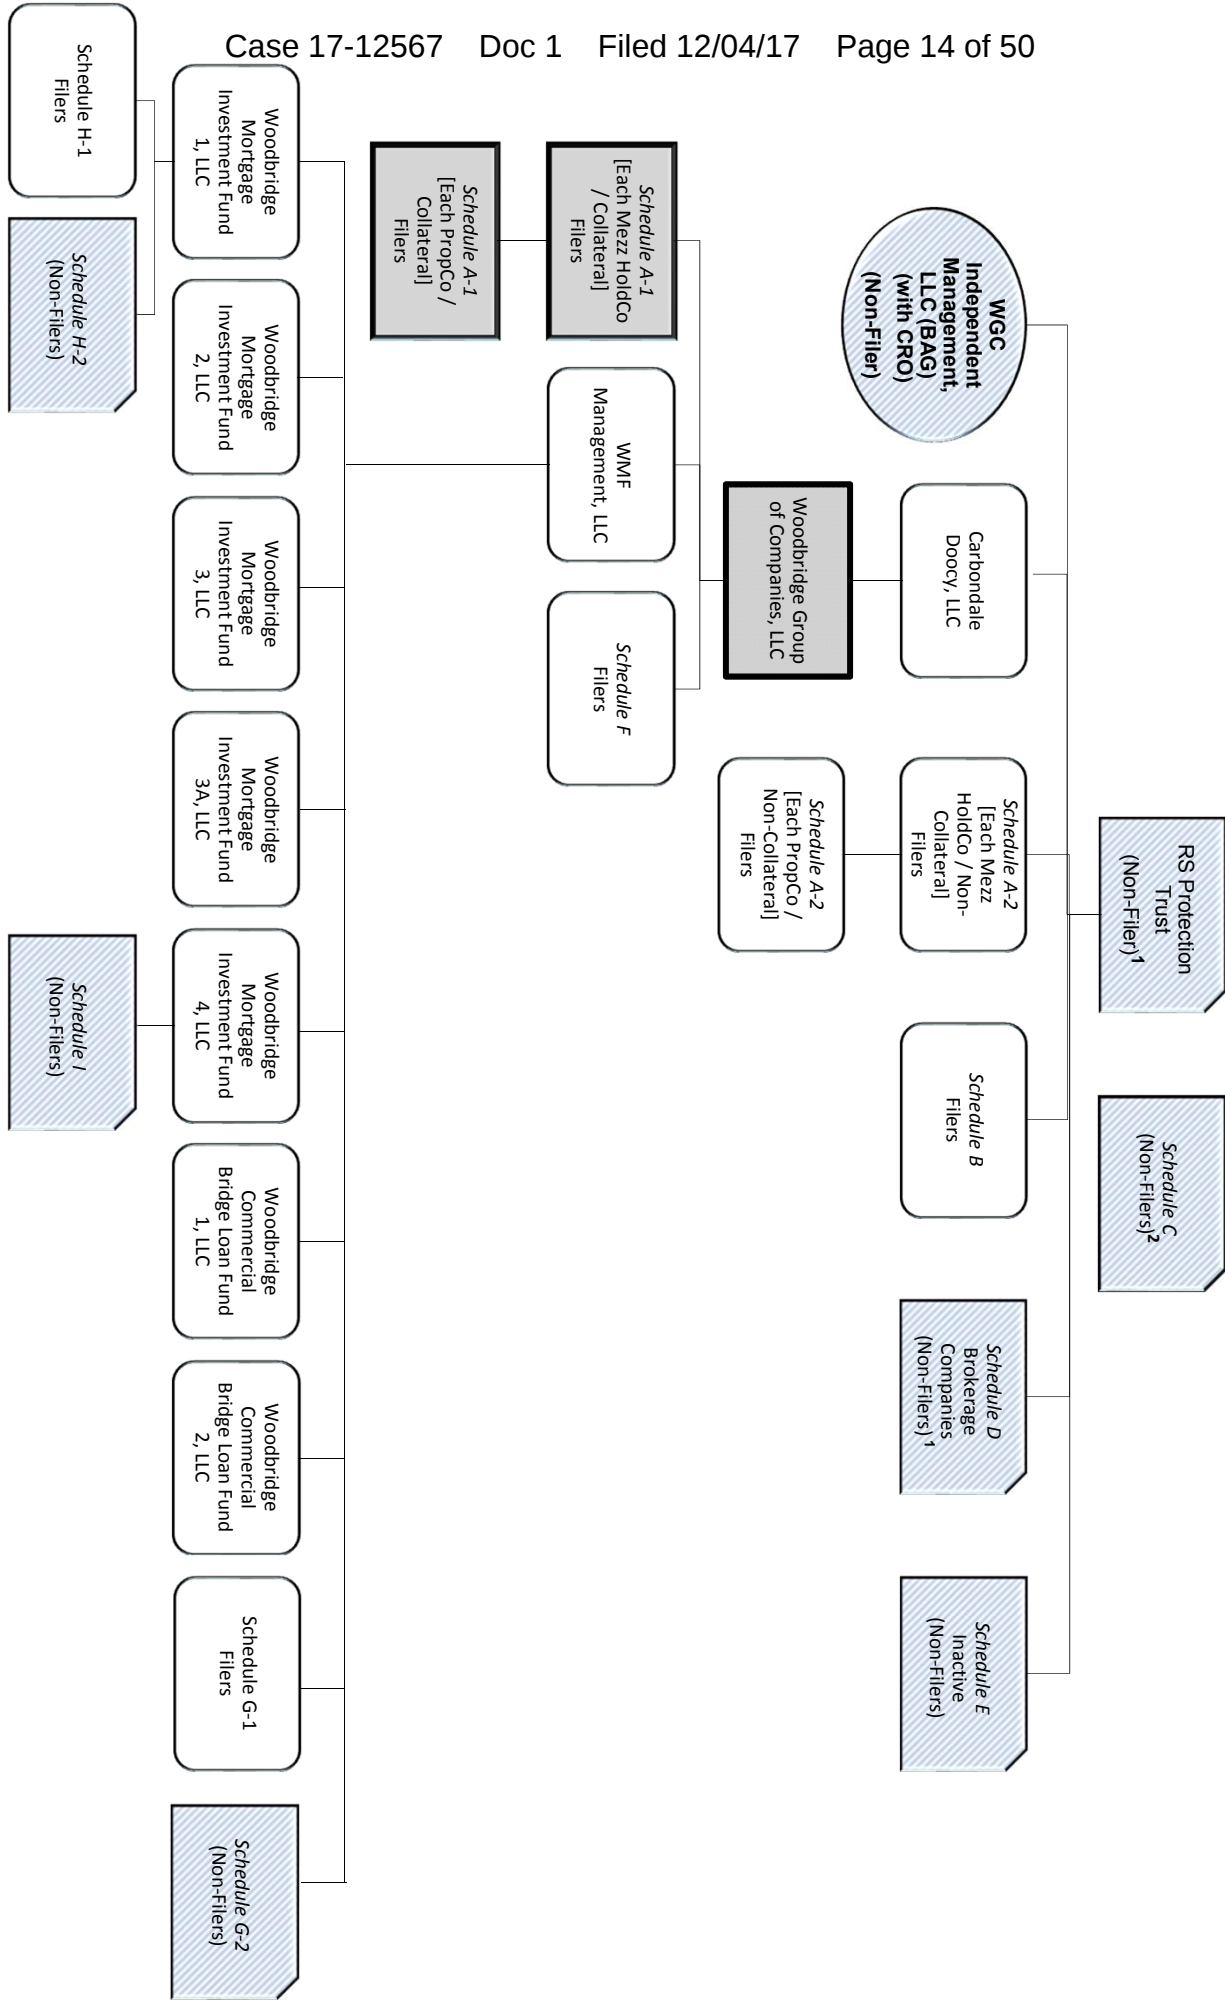 Case 17-12567 Doc 1 Filed 12/04/17 Page 14 of 50
RS Protection
Trust
(Non-Filer)1
Schedule C
(Non-Filers)2
WGC
Independent
Management,
LLC (BAG)
(with CRO)
(Non-Filer)
Carbondale
Doocy, LLC
Schedule A-2
[Each Mezz
HoldCo / Non-
Collateral]
Filers
Schedule B
Filers
Schedule D
Brokerage
Companies
(Non-Filers) 1
Schedule E
Inactive
(Non-Filers)
Woodbridge Group
of Companies, LLC
Schedule A-2
[Each PropCo /
Non-Collateral]
Filers
Schedule A-1
[Each Mezz HoldCo
/ Collateral]
Filers
WMF
Management, LLC
Schedule F
Filers
Schedule A-1
[Each PropCo /
Collateral]
Filers
Woodbridge
Mortgage
Investment Fund
1, LLC
Woodbridge
Mortgage
Investment Fund
2, LLC
Woodbridge
Mortgage
Investment Fund
3, LLC
Woodbridge
Mortgage
Investment Fund
3A, LLC
Woodbridge
Mortgage
Investment Fund
4, LLC
Woodbridge
Commercial
Bridge Loan Fund
1, LLC
Woodbridge
Commercial
Bridge Loan Fund
2, LLC
Schedule G-1
Filers
Schedule G-2
(Non-Filers)
Schedule H-1
Filers
Schedule H-2
(Non-Filers)
Schedule I
(Non-Filers)